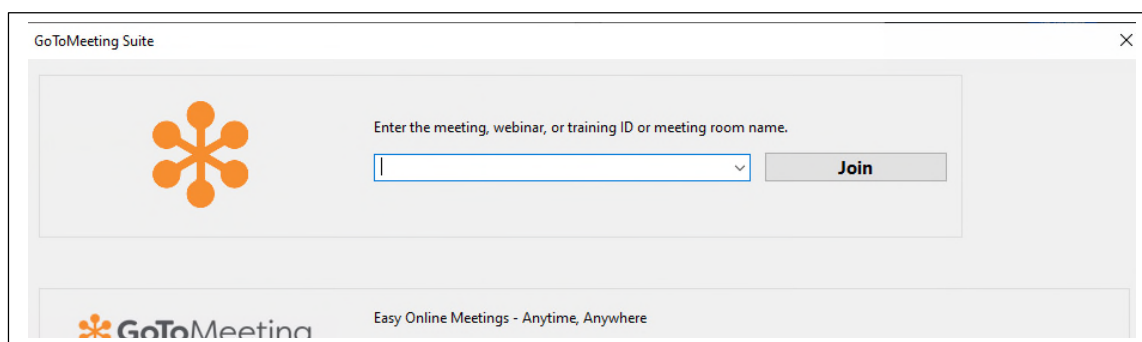 GoToMeeting Suite
Enter the meeting, webinar, or training ID or meeting room name.
Join
Easy Online Meetings - Anytime, Anywhere
GoToMeeting